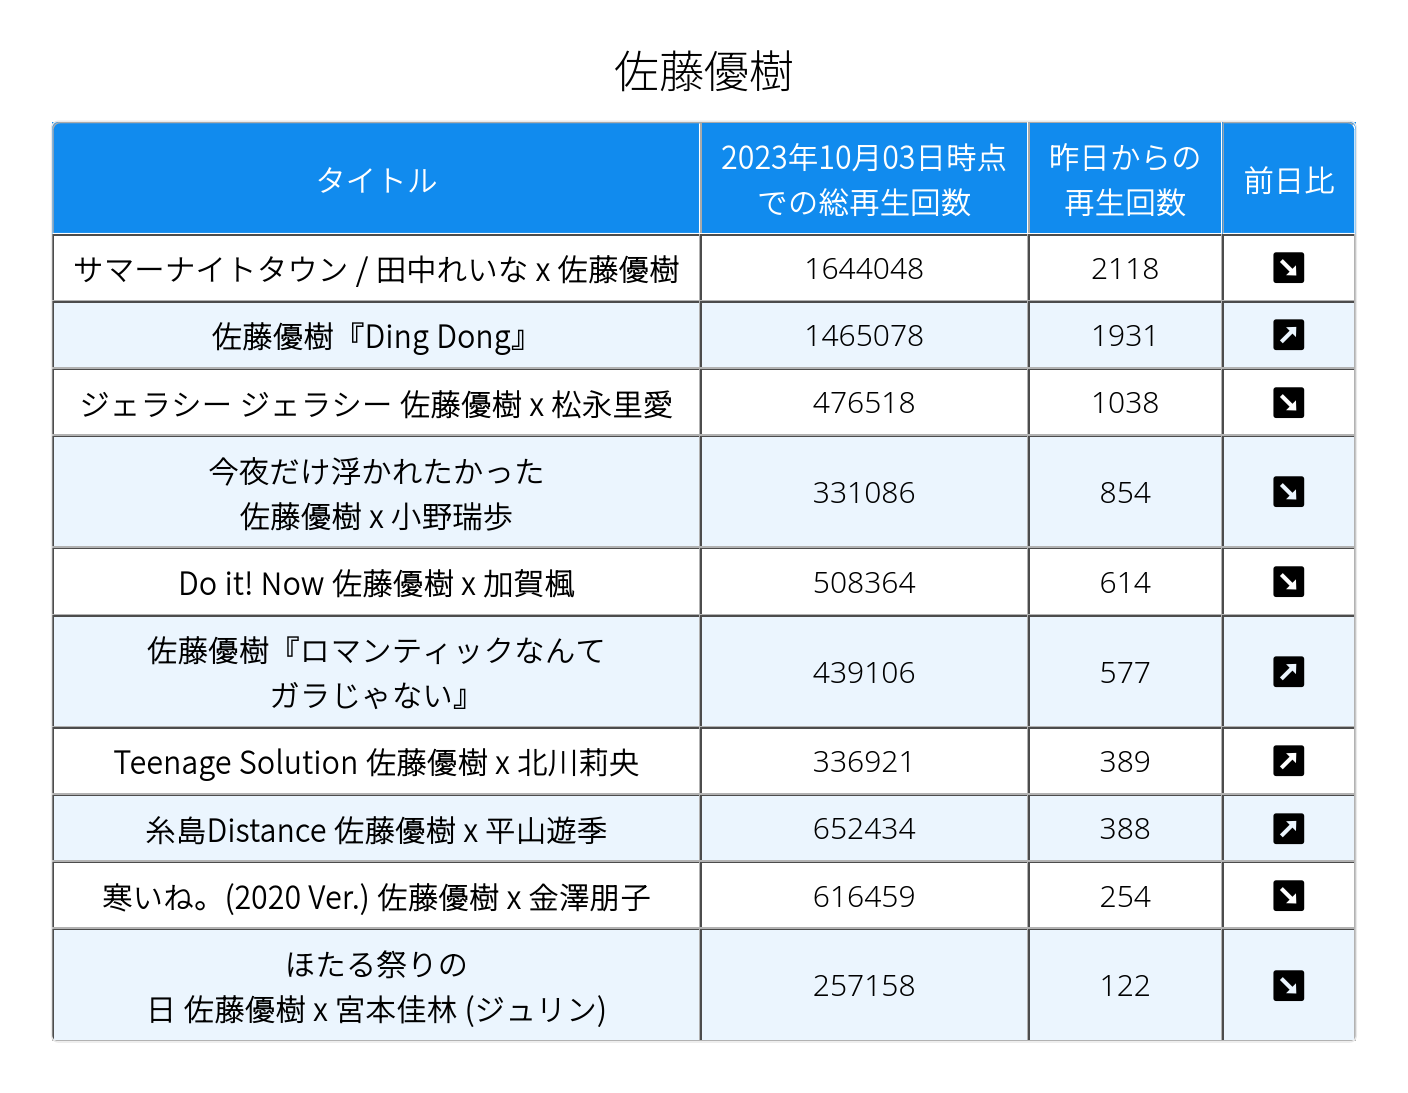 佐藤優樹
タイトル
2023年10月03日時点
での総再生回数
昨日からの
再生回数
前日比
サマーナイトタウン / 田中れいな x 佐藤優樹
1644048
2118
佐藤優樹『Ding Dong』
1465078
1931
ジェラシー ジェラシー 佐藤優樹 x 松永里愛
476518
1038
今夜だけ浮かれたかった
佐藤優樹 x 小野瑞歩
331086
854
Do it! Now 佐藤優樹 x 加賀楓
508364
614
佐藤優樹『ロマンティックなんて
ガラじゃない』
439106
577
Teenage Solution 佐藤優樹 x 北川莉央
336921
389
糸島Distance 佐藤優樹 x 平山遊季
652434
388
寒いね。(2020 Ver.) 佐藤優樹 x 金澤朋子
616459
254
ほたる祭りの
日 佐藤優樹 x 宮本佳林 (ジュリン)
257158
122